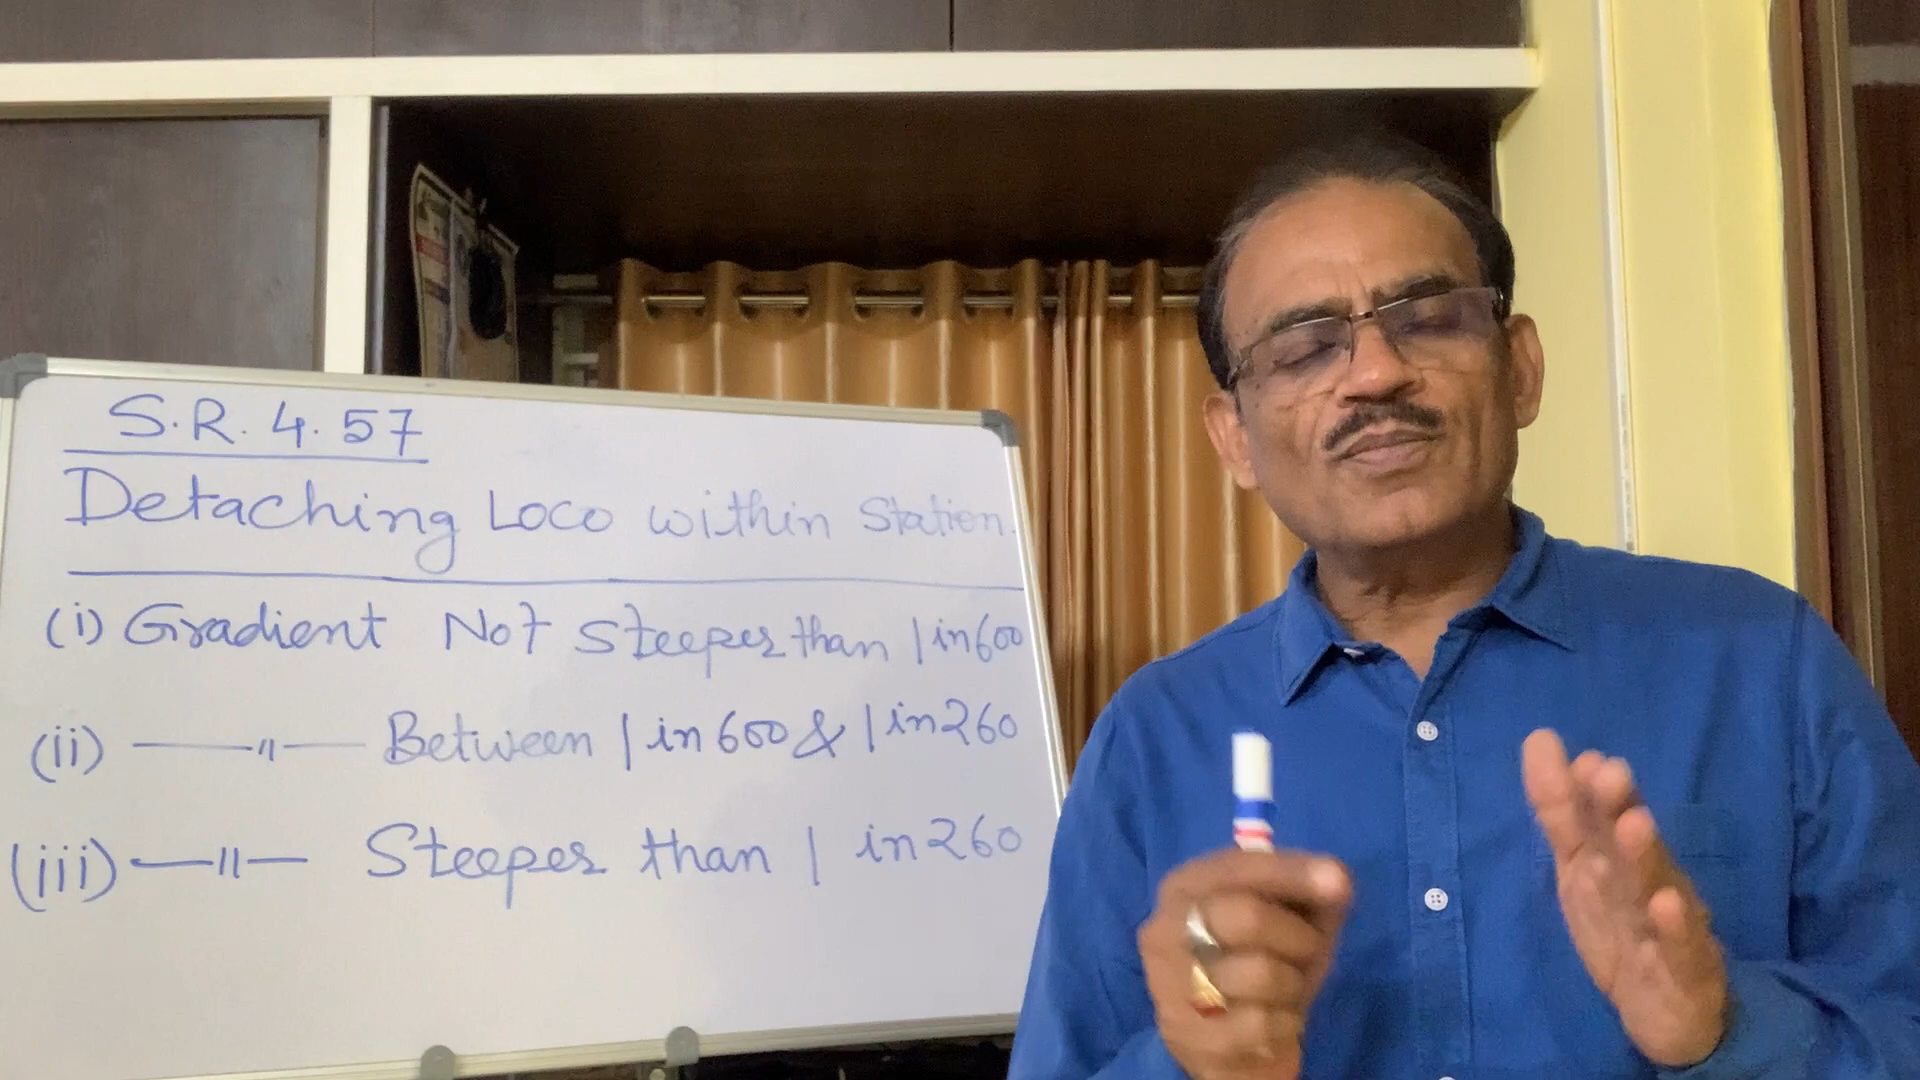 S.R. 4.57
Detaching Loco within Station.
(i) Gradient Not Steeper than 1 in 600
(ii) —〃— Between 1 in 600 & 1 in 260
(iii) —〃— Steeper than 1 in 260